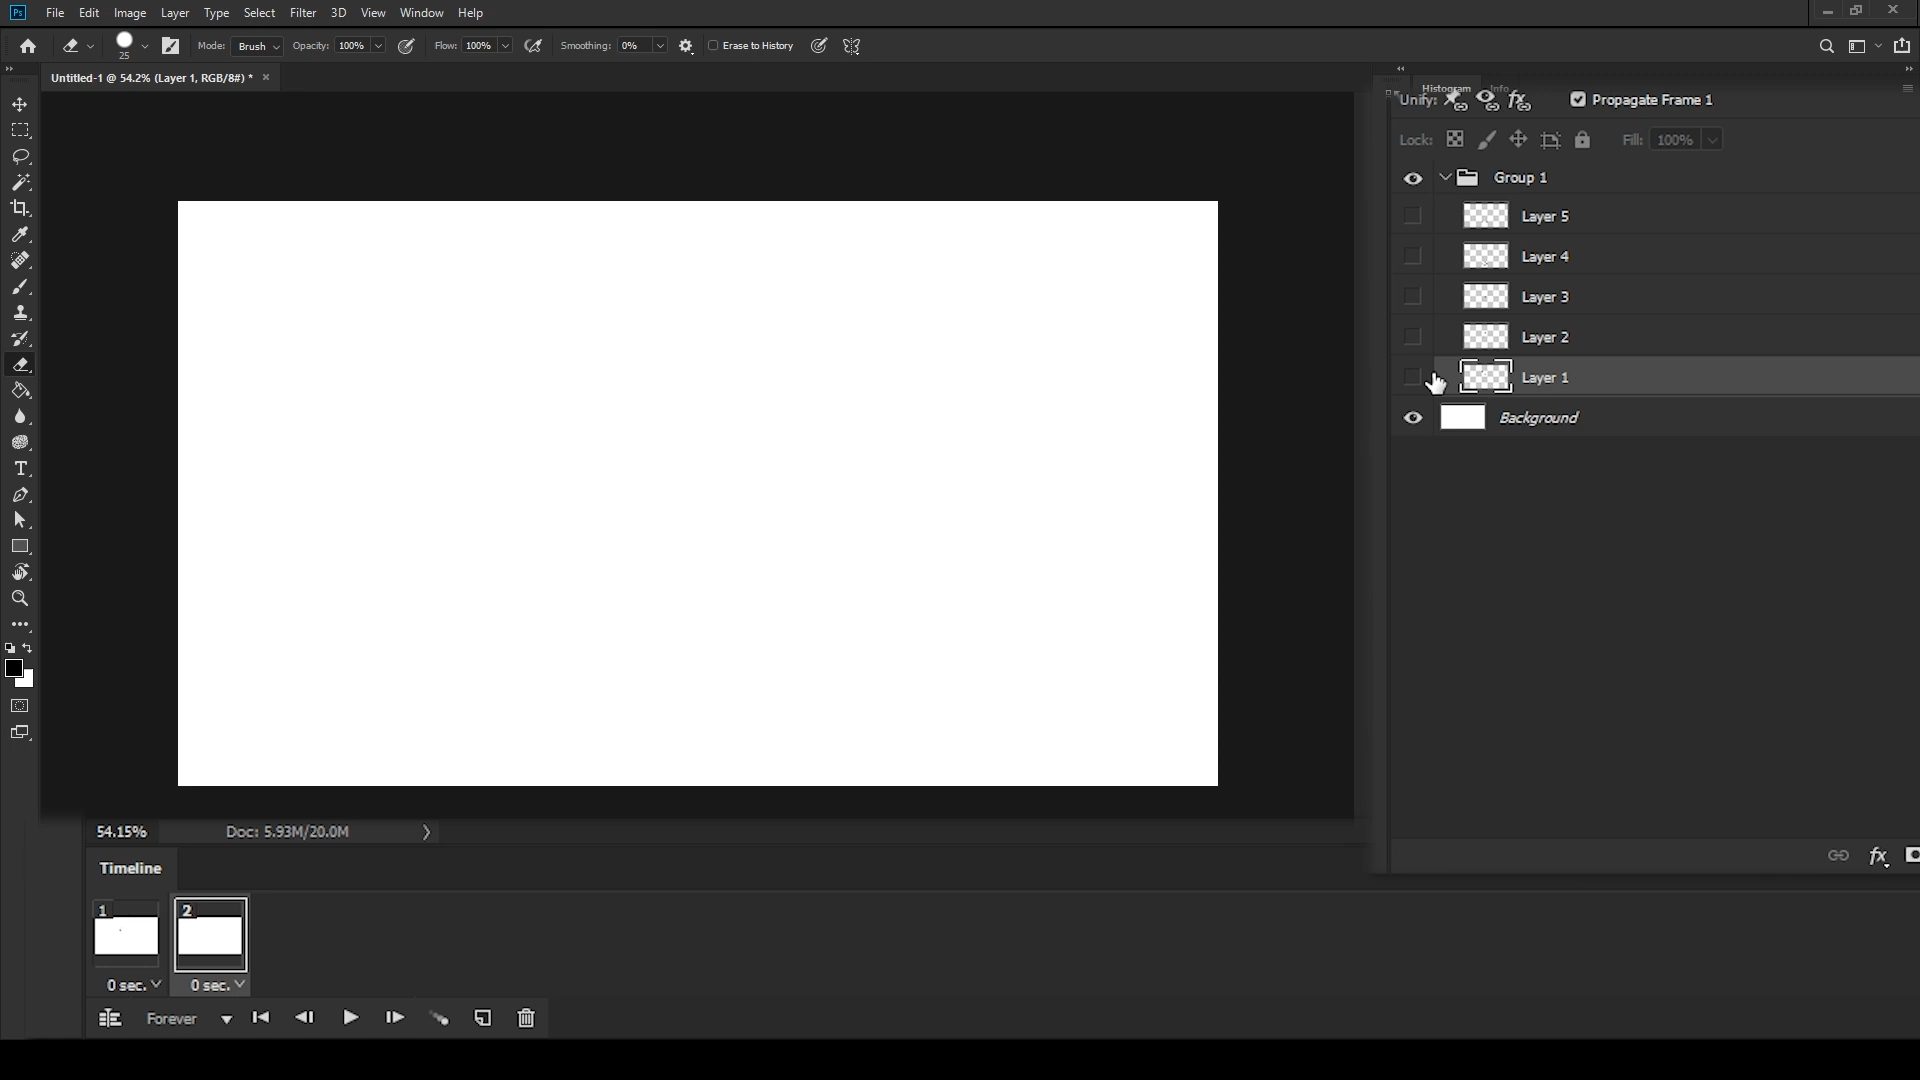 Ps File Edit Image Layer Type Select Filter 3D View Window Help
25 Mode: Brush Opacity: 100% Flow: 100% Smoothing: 0% Erase to History
Untitled-1 @ 54.2% (Layer 1, RGB/8#) * ×
Histogram Info
Unify: Propagate Frame 1
Lock: Fill: 100%
Group 1
Layer 5
Layer 4
Layer 3
Layer 2
Layer 1
Background
54.15% Doc: 5.93M/20.0M
Timeline
1 2
0 sec. 0 sec.
Forever